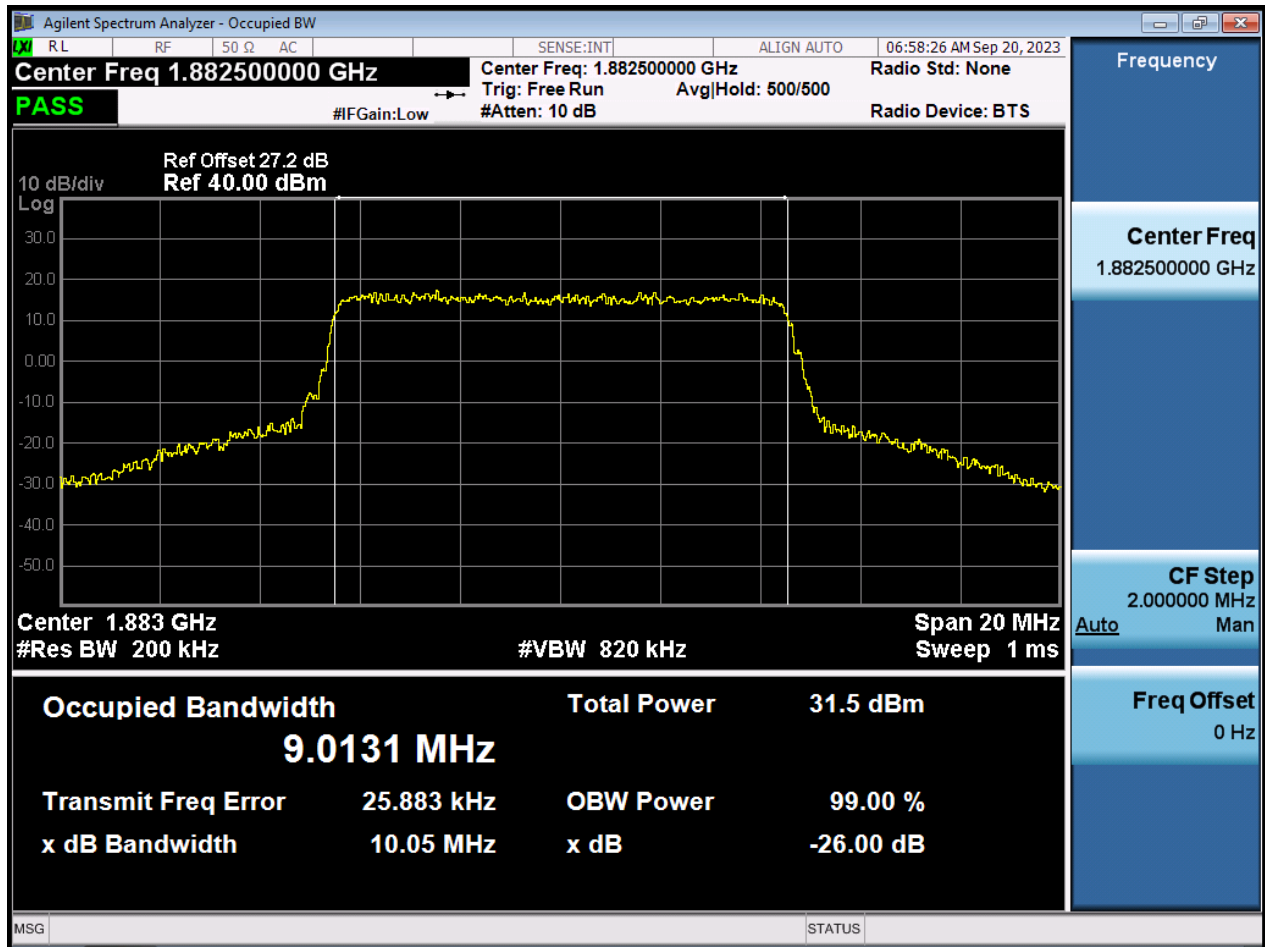 Agilent Spectrum Analyzer - Occupied BW
LXI RL RF 50 Ω AC SENSE:INT ALIGN AUTO 06:58:26 AM Sep 20, 2023
Center Freq 1.882500000 GHz
Center Freq: 1.882500000 GHz Radio Std: None
Trig: Free Run Avg|Hold: 500/500
PASS
#IFGain:Low #Atten: 10 dB Radio Device: BTS
Ref Offset 27.2 dB
10 dB/div Ref 40.00 dBm
Log
30.0
20.0
10.0
0.00
-10.0
-20.0
-30.0
-40.0
-50.0
Center 1.883 GHz Span 20 MHz
#Res BW 200 kHz #VBW 820 kHz Sweep 1 ms
Occupied Bandwidth Total Power 31.5 dBm
9.0131 MHz
Transmit Freq Error 25.883 kHz OBW Power 99.00 %
x dB Bandwidth 10.05 MHz x dB -26.00 dB
MSG STATUS
Frequency
Center Freq
1.882500000 GHz
CF Step
2.000000 MHz
Auto Man
Freq Offset
0 Hz